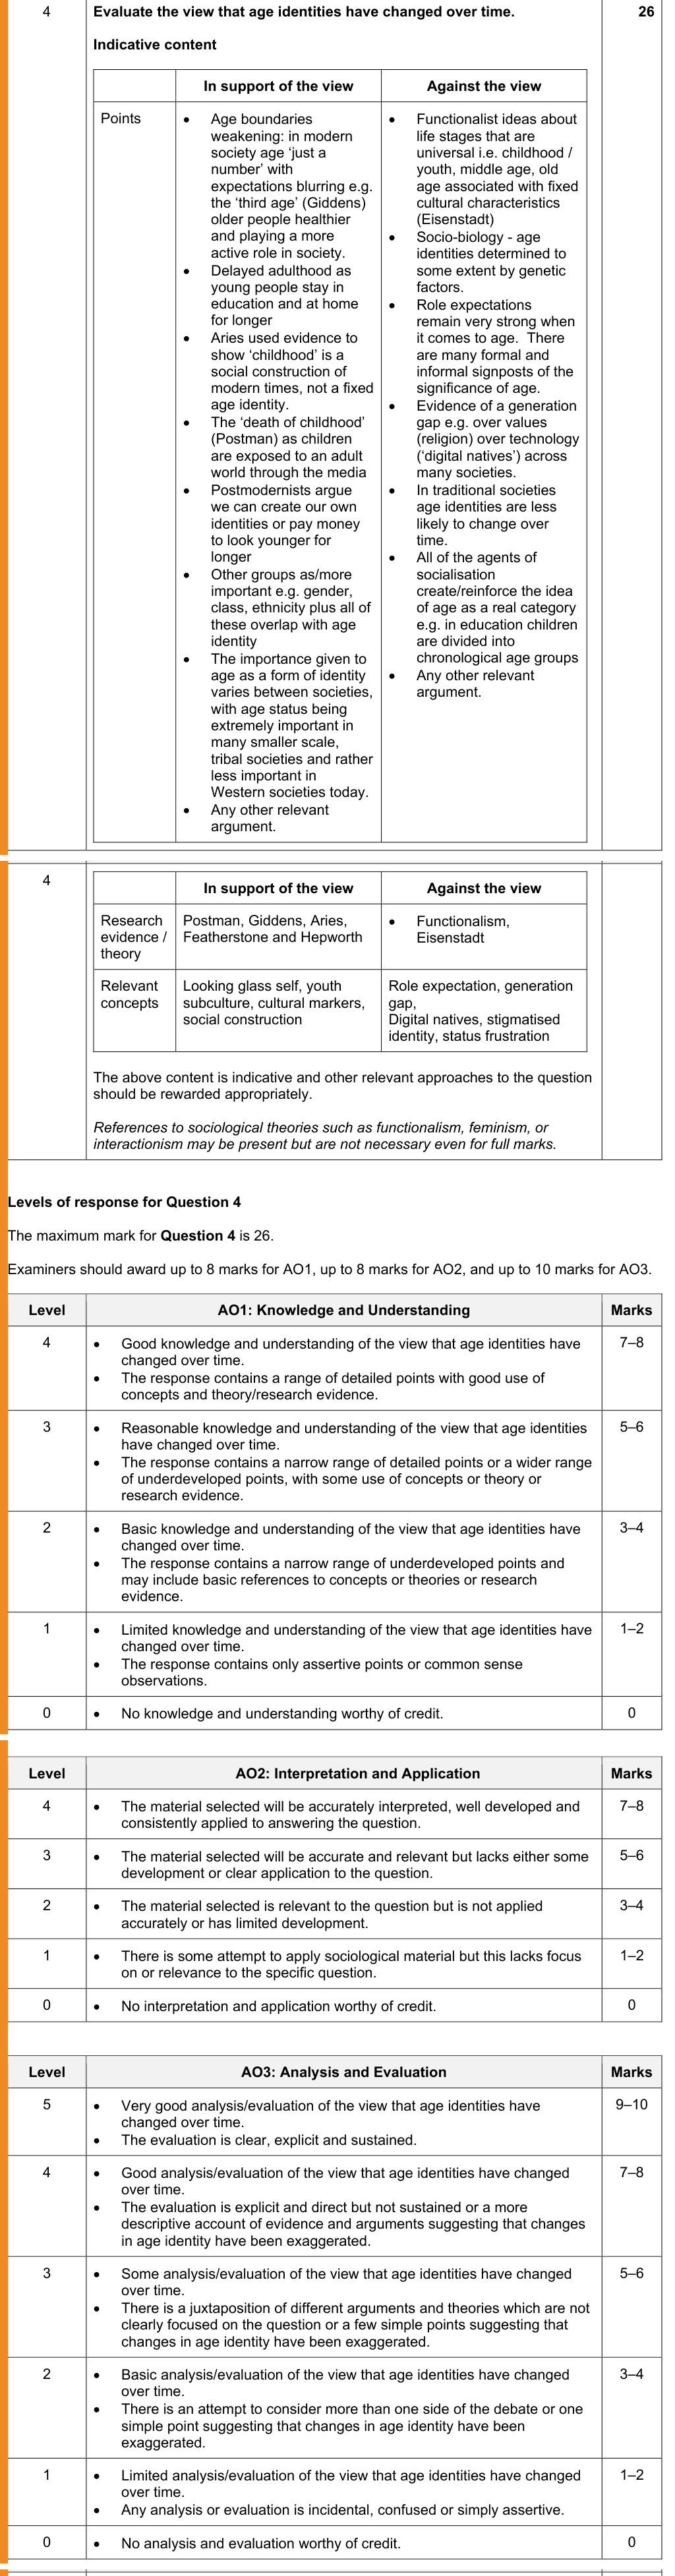 4
Evaluate the view that age identities have changed over time.
26
Indicative content
In support of the view
Against the view
Points
• Age boundaries
weakening: in modern
society age ‘just a
number’ with
expectations blurring e.g.
the ‘third age’ (Giddens)
older people healthier
and playing a more
active role in society.
• Delayed adulthood as
young people stay in
education and at home
for longer
• Aries used evidence to
show ‘childhood’ is a
social construction of
modern times, not a fixed
age identity.
• The ‘death of childhood’
(Postman) as children
are exposed to an adult
world through the media
• Postmodernists argue
we can create our own
identities or pay money
to look younger for
longer
• Other groups as/more
important e.g. gender,
class, ethnicity plus all of
these overlap with age
identity
• The importance given to
age as a form of identity
varies between societies,
with age status being
extremely important in
many smaller scale,
tribal societies and rather
less important in
Western societies today.
• Any other relevant
argument.
• Functionalist ideas about
life stages that are
universal i.e. childhood /
youth, middle age, old
age associated with fixed
cultural characteristics
(Eisenstadt)
• Socio-biology - age
identities determined to
some extent by genetic
factors.
• Role expectations
remain very strong when
it comes to age. There
are many formal and
informal signposts of the
significance of age.
• Evidence of a generation
gap e.g. over values
(religion) over technology
(‘digital natives’) across
many societies.
• In traditional societies
age identities are less
likely to change over
time.
• All of the agents of
socialisation
create/reinforce the idea
of age as a real category
e.g. in education children
are divided into
chronological age groups
• Any other relevant
argument.
4
In support of the view
Against the view
Research
evidence /
theory
Postman, Giddens, Aries,
Featherstone and Hepworth
• Functionalism,
Eisenstadt
Relevant
concepts
Looking glass self, youth
subculture, cultural markers,
social construction
Role expectation, generation
gap,
Digital natives, stigmatised
identity, status frustration
The above content is indicative and other relevant approaches to the question
should be rewarded appropriately.
References to sociological theories such as functionalism, feminism, or
interactionism may be present but are not necessary even for full marks.
Levels of response for Question 4
The maximum mark for Question 4 is 26.
Examiners should award up to 8 marks for AO1, up to 8 marks for AO2, and up to 10 marks for AO3.
Level
AO1: Knowledge and Understanding
Marks
4
• Good knowledge and understanding of the view that age identities have
changed over time.
• The response contains a range of detailed points with good use of
concepts and theory/research evidence.
7–8
3
• Reasonable knowledge and understanding of the view that age identities
have changed over time.
• The response contains a narrow range of detailed points or a wider range
of underdeveloped points, with some use of concepts or theory or
research evidence.
5–6
2
• Basic knowledge and understanding of the view that age identities have
changed over time.
• The response contains a narrow range of underdeveloped points and
may include basic references to concepts or theories or research
evidence.
3–4
1
• Limited knowledge and understanding of the view that age identities have
changed over time.
• The response contains only assertive points or common sense
observations.
1–2
0
• No knowledge and understanding worthy of credit.
0
Level
AO2: Interpretation and Application
Marks
4
• The material selected will be accurately interpreted, well developed and
consistently applied to answering the question.
7–8
3
• The material selected will be accurate and relevant but lacks either some
development or clear application to the question.
5–6
2
• The material selected is relevant to the question but is not applied
accurately or has limited development.
3–4
1
• There is some attempt to apply sociological material but this lacks focus
on or relevance to the specific question.
1–2
0
• No interpretation and application worthy of credit.
0
Level
AO3: Analysis and Evaluation
Marks
5
• Very good analysis/evaluation of the view that age identities have
changed over time.
• The evaluation is clear, explicit and sustained.
9–10
4
• Good analysis/evaluation of the view that age identities have changed
over time.
• The evaluation is explicit and direct but not sustained or a more
descriptive account of evidence and arguments suggesting that changes
in age identity have been exaggerated.
7–8
3
• Some analysis/evaluation of the view that age identities have changed
over time.
• There is a juxtaposition of different arguments and theories which are not
clearly focused on the question or a few simple points suggesting that
changes in age identity have been exaggerated.
5–6
2
• Basic analysis/evaluation of the view that age identities have changed
over time.
• There is an attempt to consider more than one side of the debate or one
simple point suggesting that changes in age identity have been
exaggerated.
3–4
1
• Limited analysis/evaluation of the view that age identities have changed
over time.
• Any analysis or evaluation is incidental, confused or simply assertive.
1–2
0
• No analysis and evaluation worthy of credit.
0